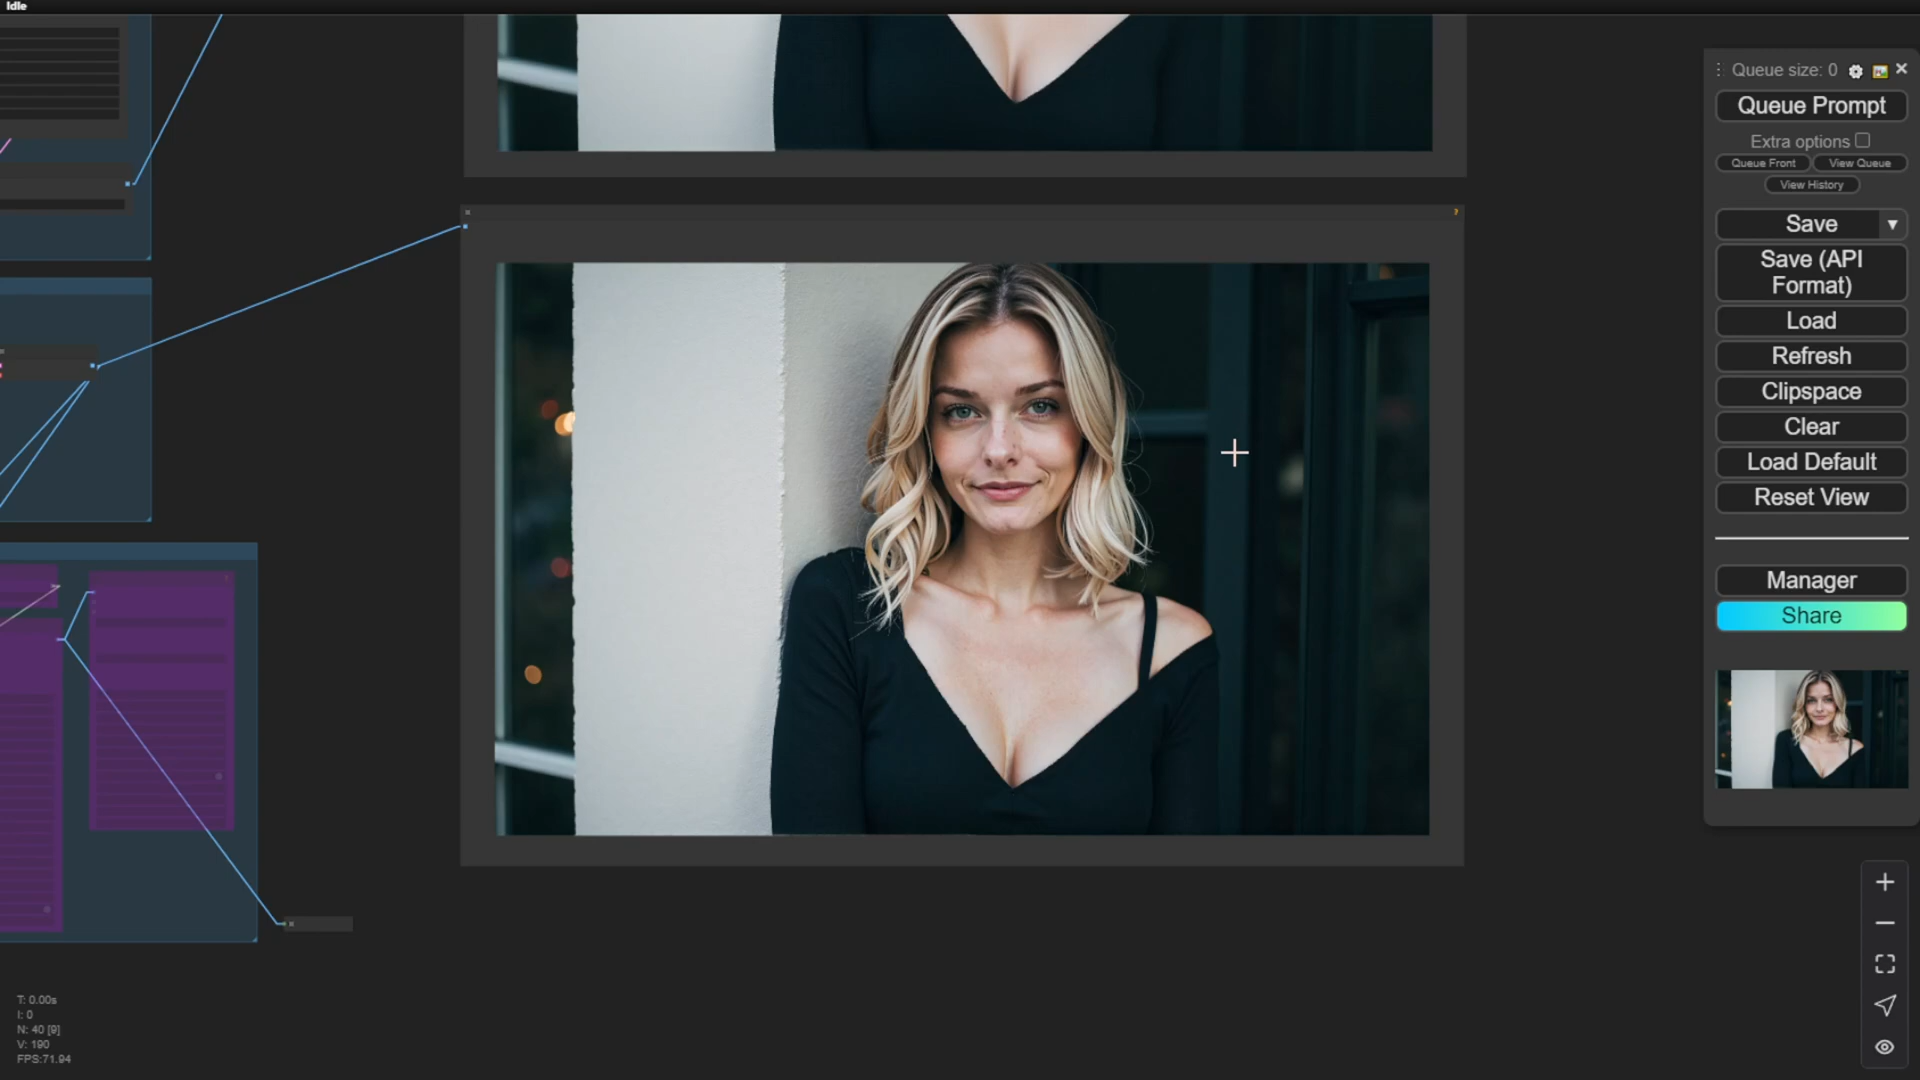 Idle
Queue size: 0
Queue Prompt
Extra options
Queue Front
View Queue
View History
Save
Save (API
Format)
Load
Refresh
Clipspace
Clear
Load Default
Reset View
Manager
Share
T: 0.00s
I: 0
N: 40 [9]
V: 190
FPS:71.94